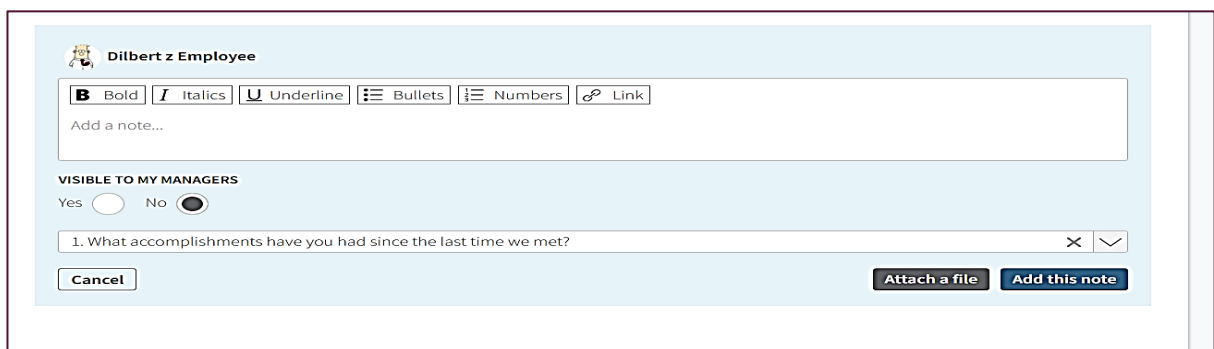 Dilbert z Employee
B Bold I Italics U Underline Bullets Numbers Link
Add a note...
VISIBLE TO MY MANAGERS
Yes No
1. What accomplishments have you had since the last time we met?
Cancel Attach a file Add this note